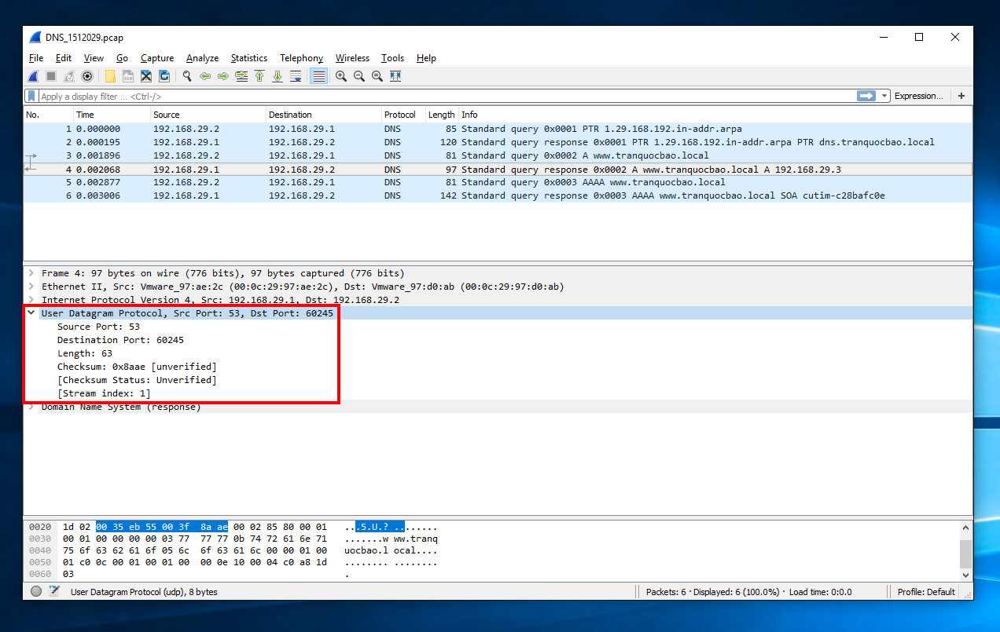 DNS_1512029.pcap
File Edit View Go Capture Analyze Statistics Telephony Wireless Tools Help
Apply a display filter ... <Ctrl-/> Expression... +
No. Time Source Destination Protocol Length Info
1 0.000000 192.168.29.2 192.168.29.1 DNS 85 Standard query 0x0001 PTR 1.29.168.192.in-addr.arpa
2 0.000195 192.168.29.1 192.168.29.2 DNS 120 Standard query response 0x0001 PTR 1.29.168.192.in-addr.arpa PTR dns.tranquocbao.local
3 0.001896 192.168.29.2 192.168.29.1 DNS 81 Standard query 0x0002 A www.tranquocbao.local
4 0.002068 192.168.29.1 192.168.29.2 DNS 97 Standard query response 0x0002 A www.tranquocbao.local A 192.168.29.3
5 0.002877 192.168.29.2 192.168.29.1 DNS 81 Standard query 0x0003 AAAA www.tranquocbao.local
6 0.003006 192.168.29.1 192.168.29.2 DNS 142 Standard query response 0x0003 AAAA www.tranquocbao.local SOA cutim-c28bafc0e
Frame 4: 97 bytes on wire (776 bits), 97 bytes captured (776 bits)
Ethernet II, Src: Vmware_97:ae:2c (00:0c:29:97:ae:2c), Dst: Vmware_97:d0:ab (00:0c:29:97:d0:ab)
Internet Protocol Version 4, Src: 192.168.29.1, Dst: 192.168.29.2
User Datagram Protocol, Src Port: 53, Dst Port: 60245
Source Port: 53
Destination Port: 60245
Length: 63
Checksum: 0x8aae [unverified]
[Checksum Status: Unverified]
[Stream index: 1]
Domain Name System (response)
0020 1d 02 00 35 eb 55 00 3f 8a ae 00 02 85 80 00 01 ...5.U.? ........
0030 00 01 00 00 00 00 03 77 77 77 0b 74 72 61 6e 71 .......w ww.tranq
0040 75 6f 63 62 61 6f 05 6c 6f 63 61 6c 00 00 01 00 uocbao.l ocal....
0050 01 c0 0c 00 01 00 01 00 00 0e 10 00 04 c0 a8 1d ........ ........
0060 03 .
User Datagram Protocol (udp), 8 bytes Packets: 6 · Displayed: 6 (100.0%) · Load time: 0:0.0 Profile: Default